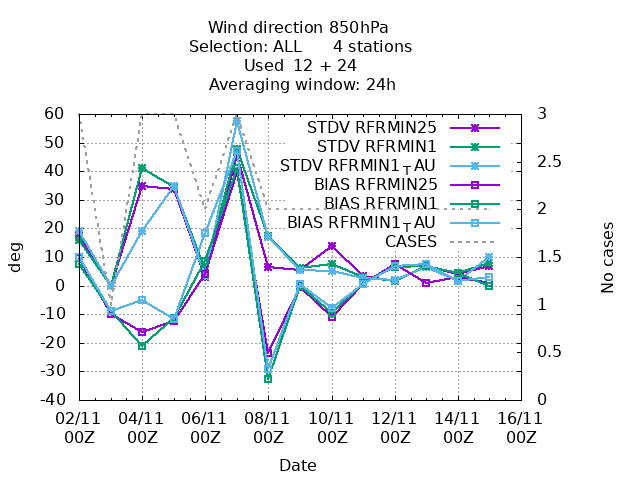 Wind direction 850hPa
Selection: ALL 4 stations
Used 12 + 24
Averaging window: 24h
60 3
50 2.5
40
30 2
20
10 1.5
0
-10 1
-20
-30 0.5
-40 0
STDV RFRMIN25
STDV RFRMIN1
STDV RFRMIN1_TAU
BIAS RFRMIN25
BIAS RFRMIN1
BIAS RFRMIN1_TAU
CASES
deg
No cases
02/11 04/11 06/11 08/11 10/11 12/11 14/11 16/11
00Z 00Z 00Z 00Z 00Z 00Z 00Z 00Z
Date